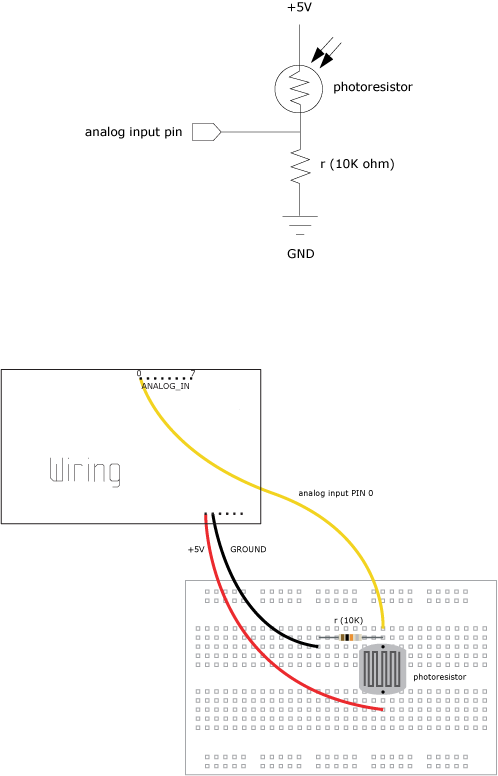 +5V
photoresistor
analog input pin
r (10K ohm)
GND
0 7
ANALOG_IN
Wiring
analog input PIN 0
+5V GROUND
r (10K)
photoresistor